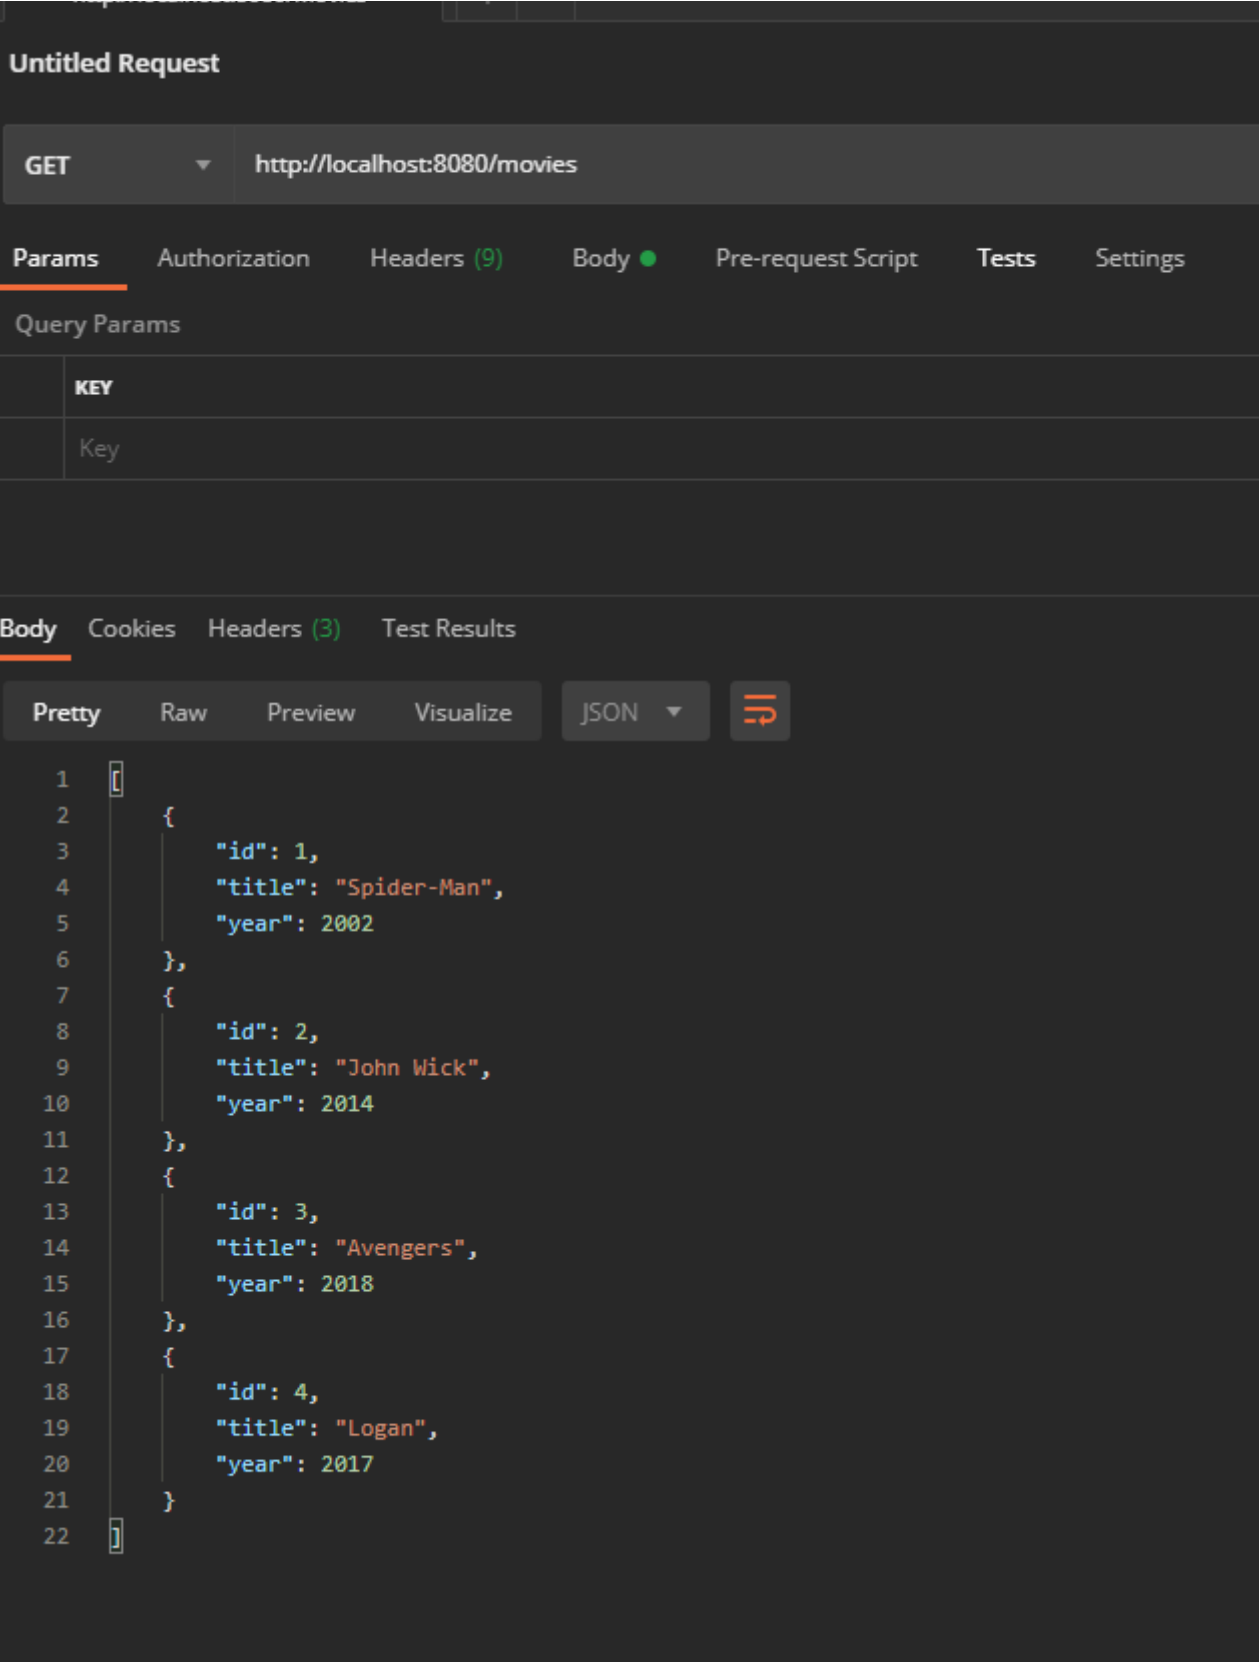 Untitled Request
GET http://localhost:8080/movies
Params Authorization Headers (9) Body Pre-request Script Tests Settings
Query Params
KEY
Key
Body Cookies Headers (3) Test Results
Pretty Raw Preview Visualize JSON
1 [
2 {
3 "id": 1,
4 "title": "Spider-Man",
5 "year": 2002
6 },
7 {
8 "id": 2,
9 "title": "John Wick",
10 "year": 2014
11 },
12 {
13 "id": 3,
14 "title": "Avengers",
15 "year": 2018
16 },
17 {
18 "id": 4,
19 "title": "Logan",
20 "year": 2017
21 }
22 ]